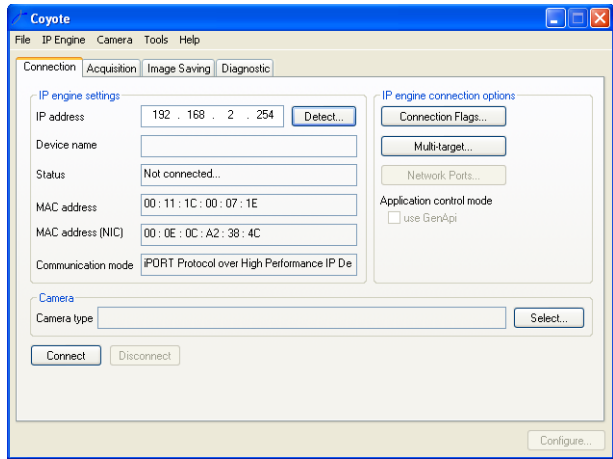 Coyote
File IP Engine Camera Tools Help
Connection Acquisition Image Saving Diagnostic
IP engine settings
IP address 192 . 168 . 2 . 254 Detect...
Device name
Status Not connected...
MAC address 00 : 11 : 1C : 00 : 07 : 1E
MAC address (NIC) 00 : 0E : 0C : A2 : 38 : 4C
Communication mode iPORT Protocol over High Performance IP De
IP engine connection options
Connection Flags...
Multi-target...
Network Ports...
Application control mode
use GenApi
Camera
Camera type Select...
Connect Disconnect
Configure...